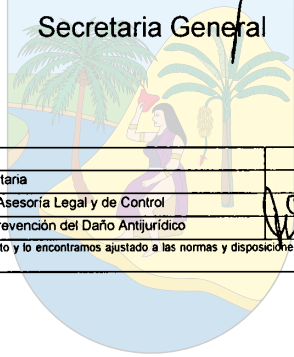 Secretaria General
taria
Asesoría Legal y de Control
revención del Daño Antijurídico
to y lo encontramos ajustado a las normas y disposicione